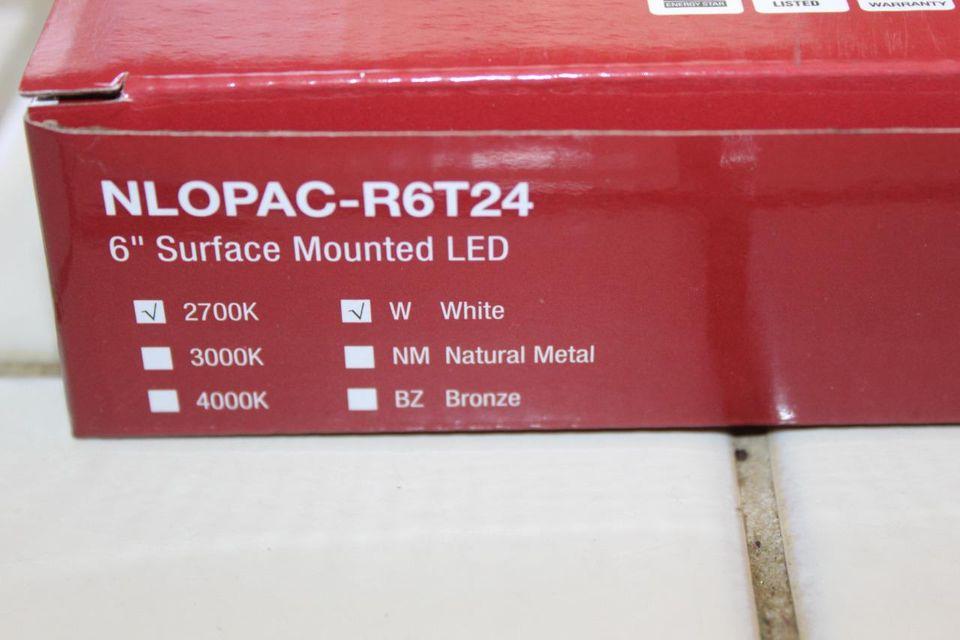 ENERGY STAR LISTED WARRANTY
NLOPAC-R6T24
6" Surface Mounted LED
√ 2700K √ W White
3000K NM Natural Metal
4000K BZ Bronze